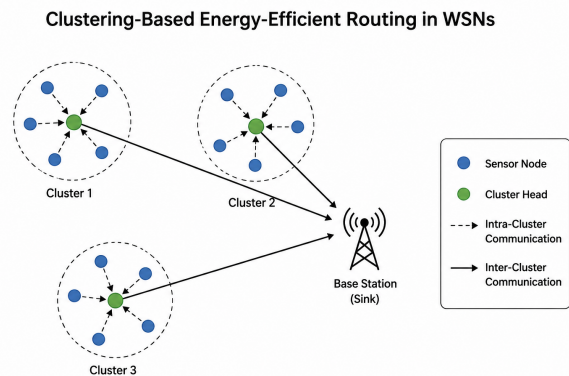 Clustering-Based Energy-Efficient Routing in WSNs
Cluster 1
Cluster 2
Cluster 3
Base Station
(Sink)
Sensor Node
Cluster Head
Intra-Cluster
Communication
Inter-Cluster
Communication